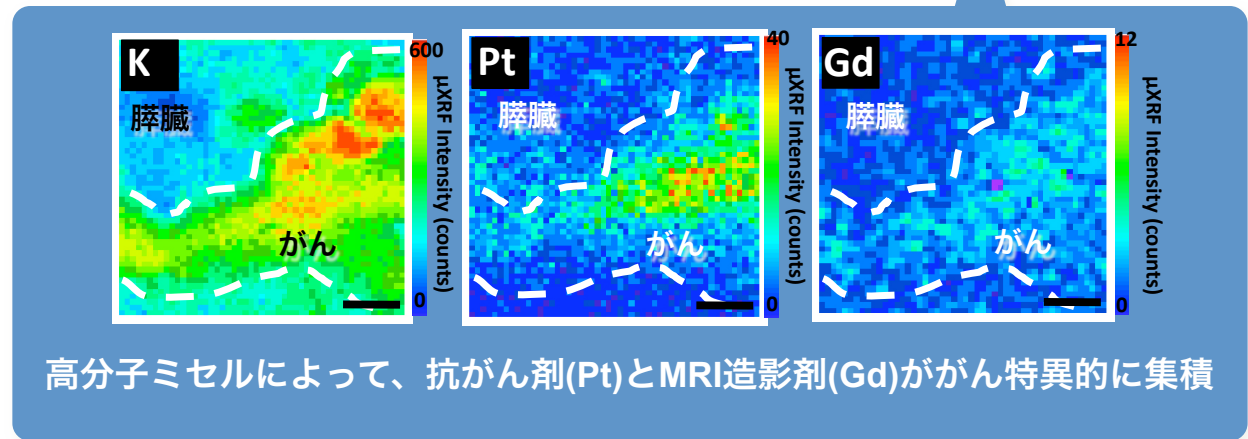 K
600
膵臓
がん
0
μXRF Intensity (counts)
Pt
40
膵臓
がん
0
μXRF Intensity (counts)
Gd
12
膵臓
がん
0
μXRF Intensity (counts)
高分子ミセルによって、抗がん剤(Pt)とMRI造影剤(Gd)ががん特異的に集積